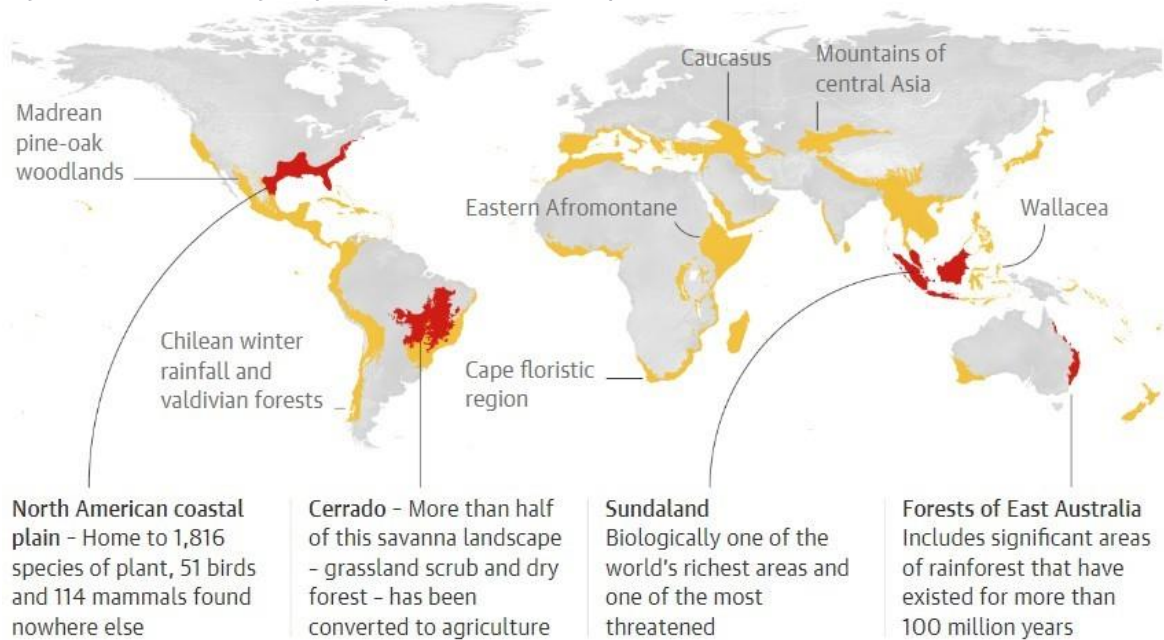 Caucasus
Mountains of
central Asia
Madrean
pine-oak
woodlands
Eastern Afromontane
Wallacea
Chilean winter
rainfall and
valdivian forests
Cape floristic
region
North American coastal
plain – Home to 1,816
species of plant, 51 birds
and 114 mammals found
nowhere else
Cerrado – More than half
of this savanna landscape
– grassland scrub and dry
forest – has been
converted to agriculture
Sundaland
Biologically one of the
world's richest areas and
one of the most
threatened
Forests of East Australia
Includes significant areas
of rainforest that have
existed for more than
100 million years